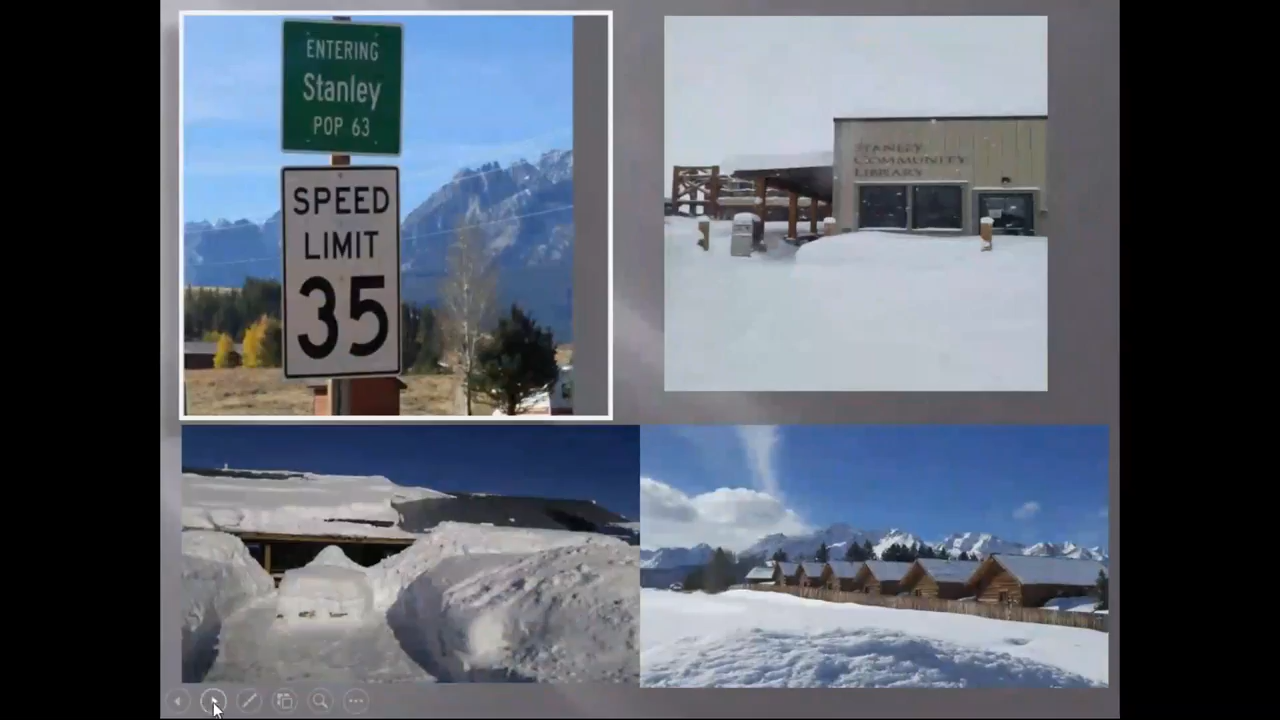 ENTERING
Stanley
POP 63
SPEED
LIMIT
35
STANLEY
COMMUNITY
LIBRARY